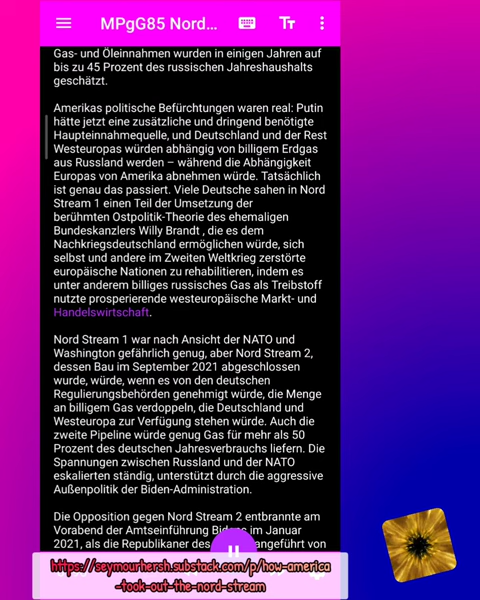 MPgG85 Nord...
Gas- und Öleinnahmen wurden in einigen Jahren auf
bis zu 45 Prozent des russischen Jahreshaushalts
geschätzt.
Amerikas politische Befürchtungen waren real: Putin
hätte jetzt eine zusätzliche und dringend benötigte
Haupteinnahmequelle, und Deutschland und der Rest
Westeuropas würden abhängig von billigem Erdgas
aus Russland werden – während die Abhängigkeit
Europas von Amerika abnehmen würde. Tatsächlich
ist genau das passiert. Viele Deutsche sahen in Nord
Stream 1 einen Teil der Umsetzung der
berühmten Ostpolitik-Theorie des ehemaligen
Bundeskanzlers Willy Brandt , die es dem
Nachkriegsdeutschland ermöglichen würde, sich
selbst und andere im Zweiten Weltkrieg zerstörte
europäische Nationen zu rehabilitieren, indem es
unter anderem billiges russisches Gas als Treibstoff
nutzte prosperierende westeuropäische Markt- und
Handelswirtschaft.
Nord Stream 1 war nach Ansicht der NATO und
Washington gefährlich genug, aber Nord Stream 2,
dessen Bau im September 2021 abgeschlossen
wurde, würde, wenn es von den deutschen
Regulierungsbehörden genehmigt würde, die Menge
an billigem Gas verdoppeln, die Deutschland und
Westeuropa zur Verfügung stehen würde. Auch die
zweite Pipeline würde genug Gas für mehr als 50
Prozent des deutschen Jahresverbrauchs liefern. Die
Spannungen zwischen Russland und der NATO
eskalierten ständig, unterstützt durch die aggressive
Außenpolitik der Biden-Administration.
Die Opposition gegen Nord Stream 2 entbrannte am
Vorabend der Amtseinführung Bidens im Januar
2021, als die Republikaner des angeführt von
https://seymourhersh.substack.com/p/how-america
-took-out-the-nord-stream